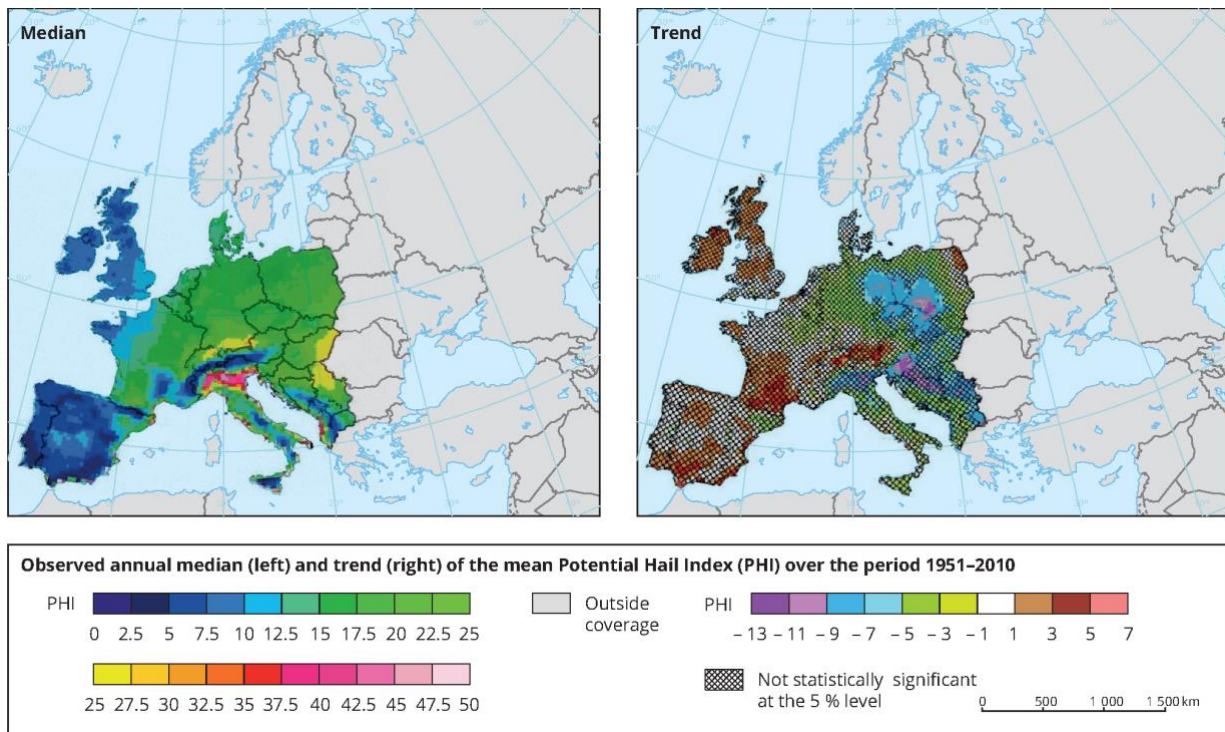 Median
Trend
Observed annual median (left) and trend (right) of the mean Potential Hail Index (PHI) over the period 1951–2010
PHI
0 2.5 5 7.5 10 12.5 15 17.5 20 22.5 25
25 27.5 30 32.5 35 37.5 40 42.5 45 47.5 50
Outside
coverage
PHI
– 13 – 11 – 9 – 7 – 5 – 3 – 1 1 3 5 7
Not statistically significant
at the 5 % level
0 500 1 000 1 500 km